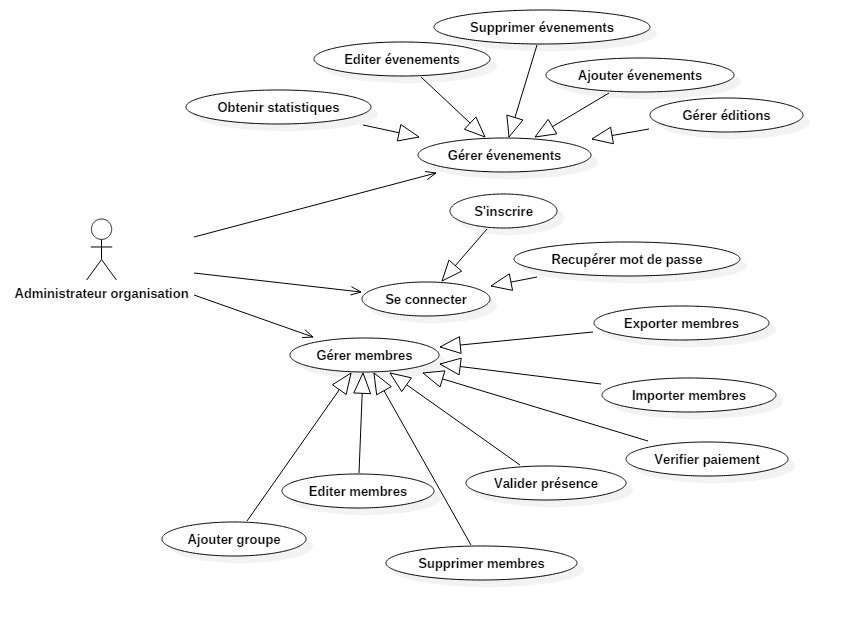 Supprimer évenements
Editer évenements
Ajouter évenements
Obtenir statistiques
Gérer éditions
Gérer évenements
S'inscrire
Recupérer mot de passe
Administrateur organisation
Se connecter
Exporter membres
Gérer membres
Importer membres
Verifier paiement
Valider présence
Editer membres
Ajouter groupe
Supprimer membres